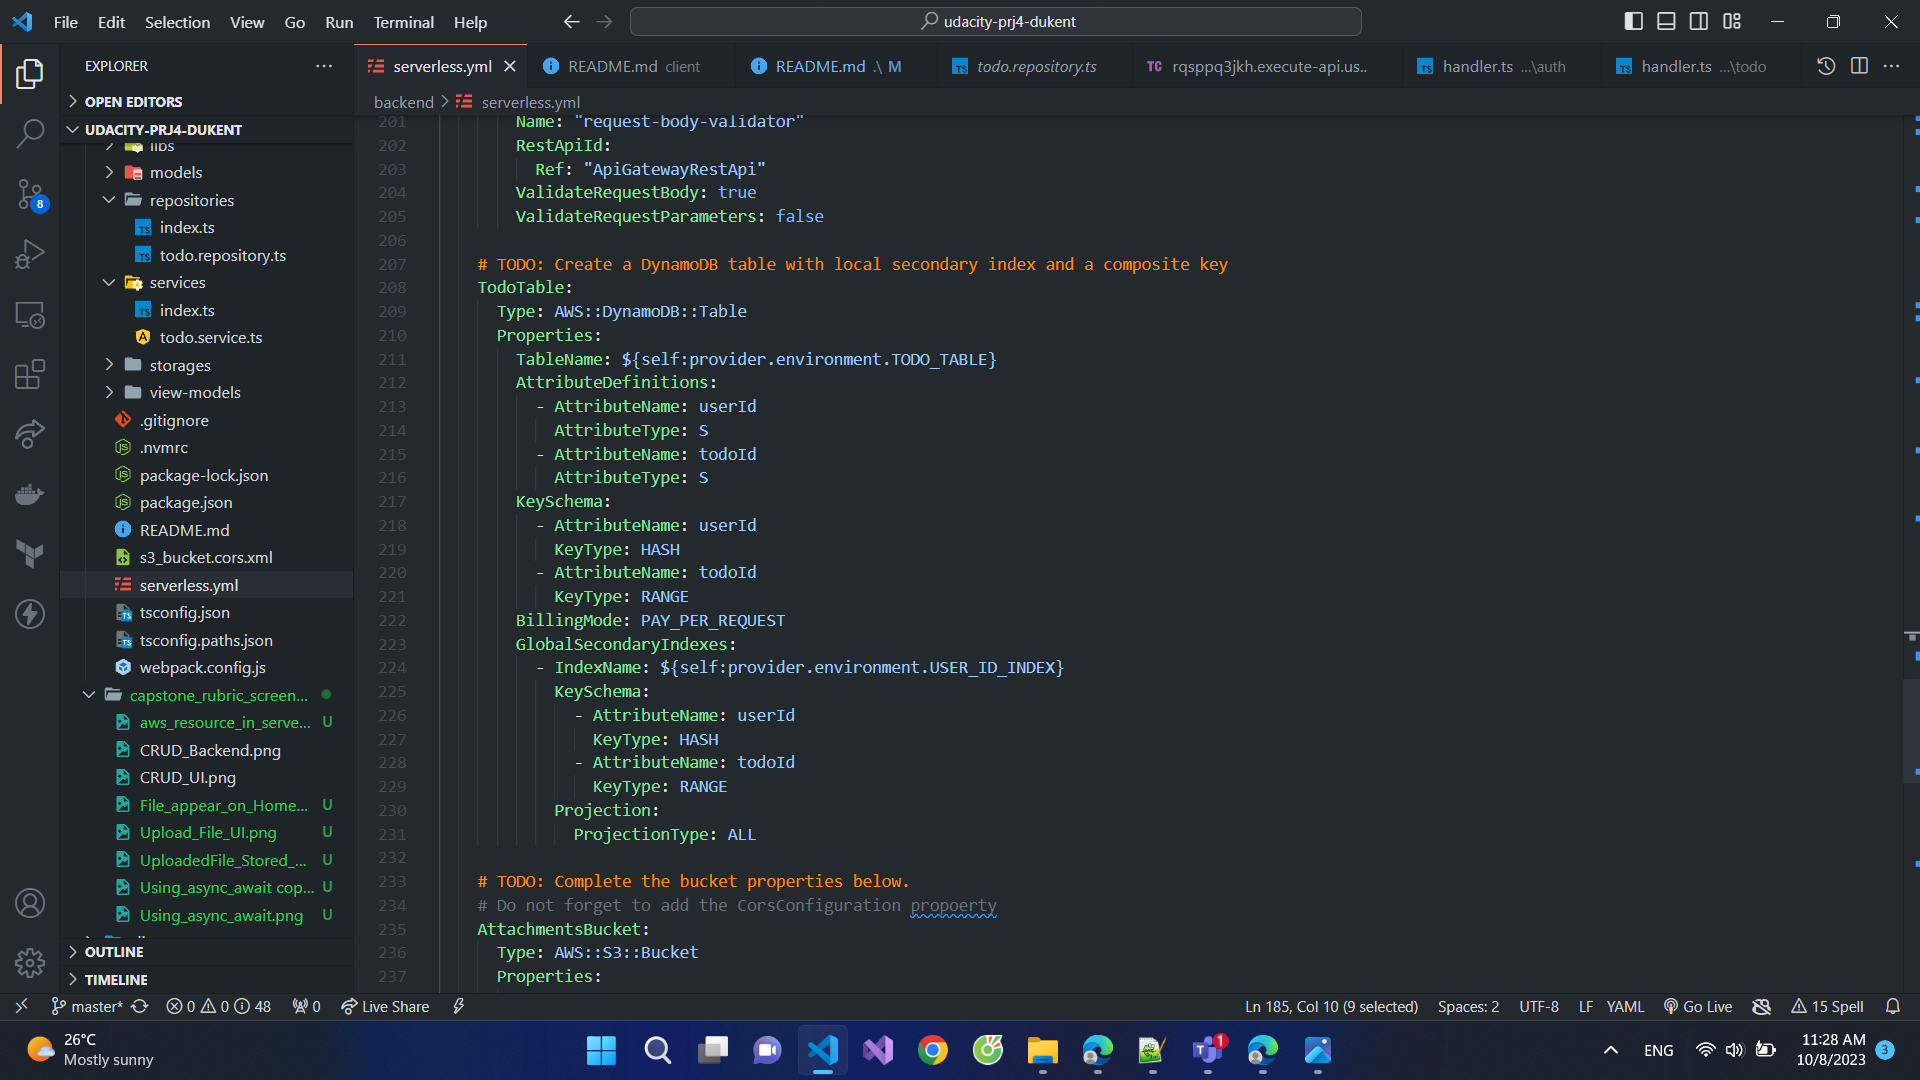 File Edit Selection View Go Run Terminal Help
udacity-prj4-dukent
EXPLORER
OPEN EDITORS
UDACITY-PRJ4-DUKENT
libs
models
repositories
index.ts
todo.repository.ts
services
index.ts
todo.service.ts
storages
view-models
.gitignore
.nvmrc
package-lock.json
package.json
README.md
s3_bucket.cors.xml
serverless.yml
tsconfig.json
tsconfig.paths.json
webpack.config.js
capstone_rubric_screen...
aws_resource_in_serve... U
CRUD_Backend.png
CRUD_UI.png
File_appear_on_Home... U
Upload_File_UI.png U
UploadedFile_Stored_... U
Using_async_await cop... U
Using_async_await.png U
OUTLINE
TIMELINE
serverless.yml README.md client README.md .\ M todo.repository.ts TC rqsppq3jkh.execute-api.us.. handler.ts ...\auth handler.ts ...\todo
backend > serverless.yml
201 Name: "request-body-validator"
202 RestApiId:
203 Ref: "ApiGatewayRestApi"
204 ValidateRequestBody: true
205 ValidateRequestParameters: false
206
207 # TODO: Create a DynamoDB table with local secondary index and a composite key
208 TodoTable:
209 Type: AWS::DynamoDB::Table
210 Properties:
211 TableName: ${self:provider.environment.TODO_TABLE}
212 AttributeDefinitions:
213 - AttributeName: userId
214 AttributeType: S
215 - AttributeName: todoId
216 AttributeType: S
217 KeySchema:
218 - AttributeName: userId
219 KeyType: HASH
220 - AttributeName: todoId
221 KeyType: RANGE
222 BillingMode: PAY_PER_REQUEST
223 GlobalSecondaryIndexes:
224 - IndexName: ${self:provider.environment.USER_ID_INDEX}
225 KeySchema:
226 - AttributeName: userId
227 KeyType: HASH
228 - AttributeName: todoId
229 KeyType: RANGE
230 Projection:
231 ProjectionType: ALL
232
233 # TODO: Complete the bucket properties below.
234 # Do not forget to add the CorsConfiguration propoerty
235 AttachmentsBucket:
236 Type: AWS::S3::Bucket
237 Properties:
8
master* 0 0 48 0 Live Share Ln 185, Col 10 (9 selected) Spaces: 2 UTF-8 LF YAML Go Live 15 Spell
26°C
Mostly sunny
1
ENG
11:28 AM
10/8/2023
3